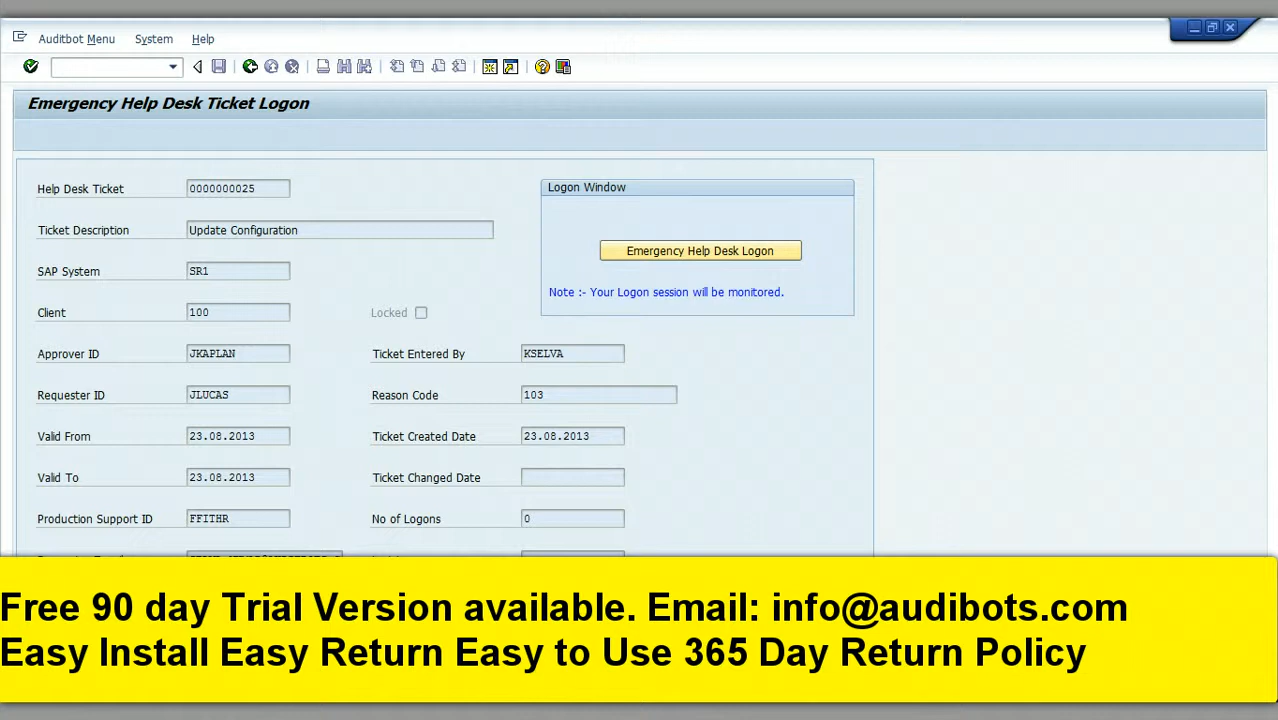 Auditbot Menu System Help
Emergency Help Desk Ticket Logon
Help Desk Ticket 0000000025
Logon Window
Ticket Description Update Configuration
Emergency Help Desk Logon
SAP System SR1
Note :- Your Logon session will be monitored.
Client 100 Locked
Approver ID JKAPLAN Ticket Entered By KSELVA
Requester ID JLUCAS Reason Code 103
Valid From 23.08.2013 Ticket Created Date 23.08.2013
Valid To 23.08.2013 Ticket Changed Date
Production Support ID FFITHR No of Logons 0
Free 90 day Trial Version available. Email: info@audibots.com
Easy Install Easy Return Easy to Use 365 Day Return Policy